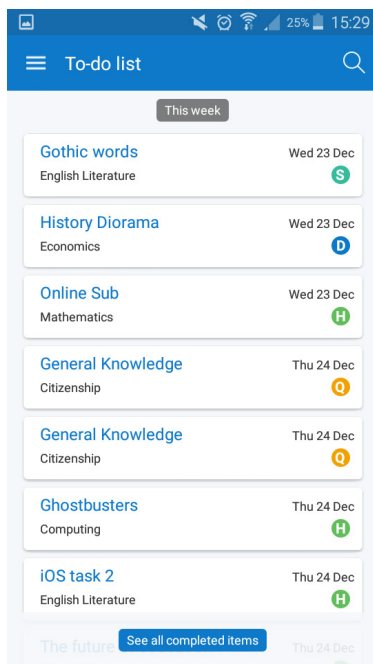 25% 15:29
To-do list
This week
Gothic words Wed 23 Dec
English Literature S
History Diorama Wed 23 Dec
Economics D
Online Sub Wed 23 Dec
Mathematics H
General Knowledge Thu 24 Dec
Citizenship Q
General Knowledge Thu 24 Dec
Citizenship Q
Ghostbusters Thu 24 Dec
Computing H
iOS task 2 Thu 24 Dec
English Literature H
The future Thu 24 Dec
See all completed items